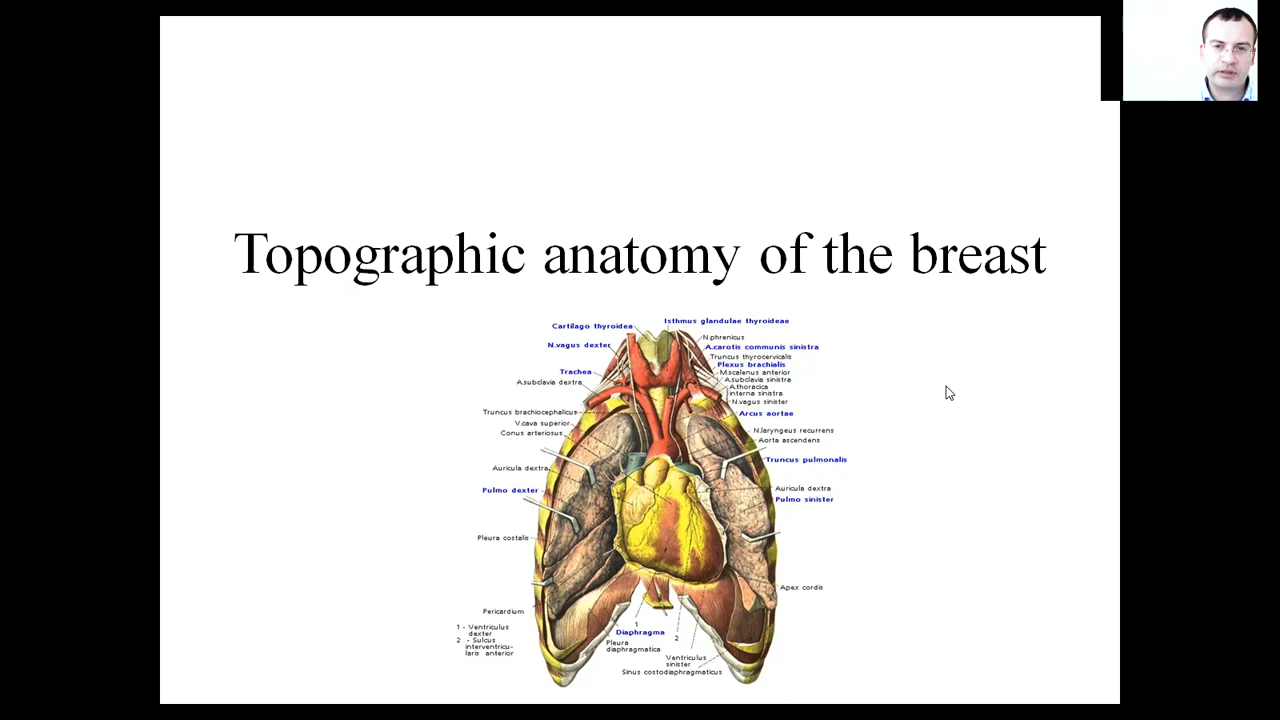 Topographic anatomy of the breast
Isthmus glandulae thyroideae
Cartilago thyroidea
N.phrenicus
N.vagus dexter
A.carotis communis sinistra
Truncus thyrocervicalis
Plexus brachialis
Trachea
M.scalenus anterior
A.subclavia dextra
A.subclavia sinistra
A.thoracica
interna sinistra
N.vagus sinister
Truncus brachiocephalicus
Arcus aortae
V.cava superior
Conus arteriosus
N.laryngeus recurrens
Aorta ascendens
Truncus pulmonalis
Auricula dextra
Auricula dextra
Pulmo dexter
Pulmo sinister
Pleura costalis
Apex cordis
Pericardium
1 - Ventriculus
dexter
2 - Sulcus
interventricu-
laris anterior
1
2
Diaphragma
Pleura
diaphragmatica
Ventriculus
sinister
Sinus costodiaphragmaticus